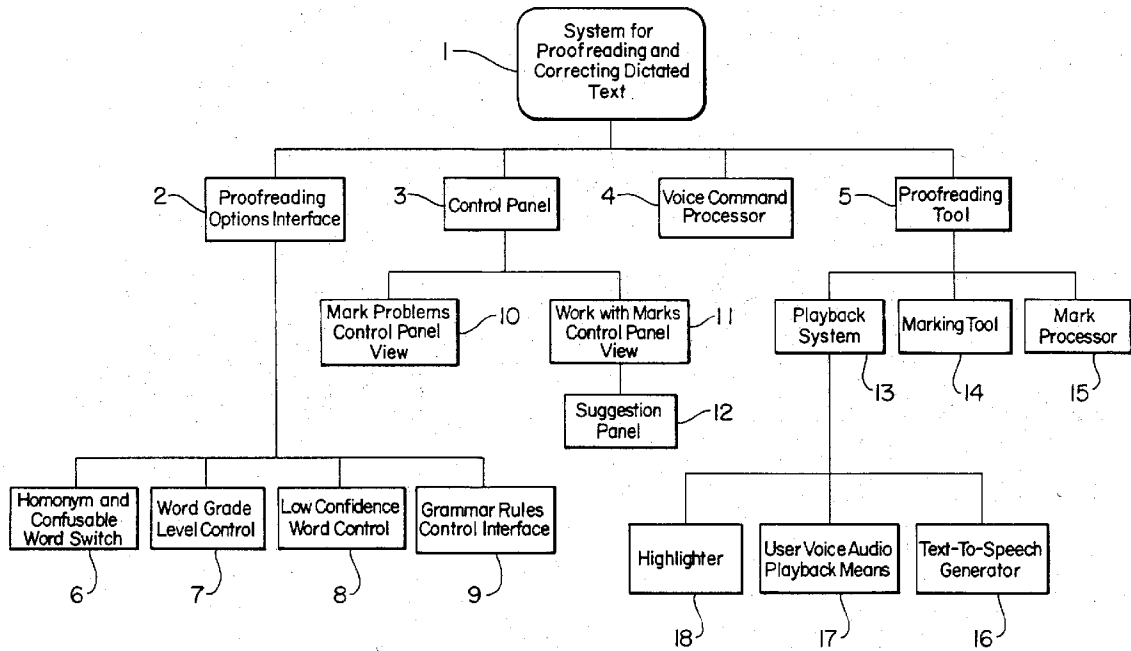 System for
Proofreading and
Correcting Dictated
Text
1
2
Proofreading
Options Interface
3
Control Panel
4
Voice Command
Processor
5
Proofreading
Tool
Mark Problems
Control Panel
View
10
Work with Marks
Control Panel
View
11
Playback
System
13
Marking Tool
14
Mark
Processor
15
Suggestion
Panel
12
Homonym and
Confusable
Word Switch
6
Word Grade
Level Control
7
Low Confidence
Word Control
8
Grammar Rules
Control Interface
9
Highlighter
18
User Voice Audio
Playback Means
17
Text-To-Speech
Generator
16